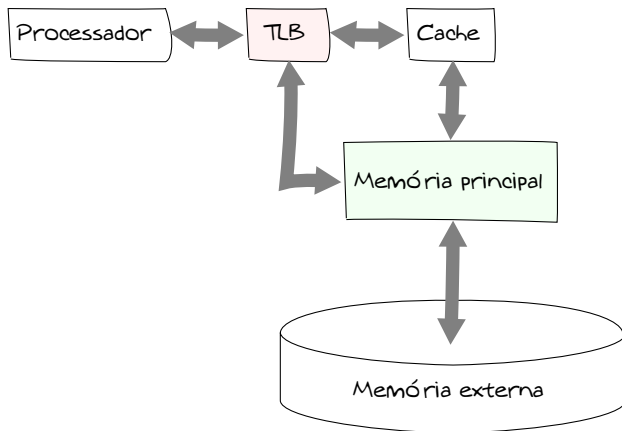 Processador
TLB
Cache
Memória principal
Memória externa